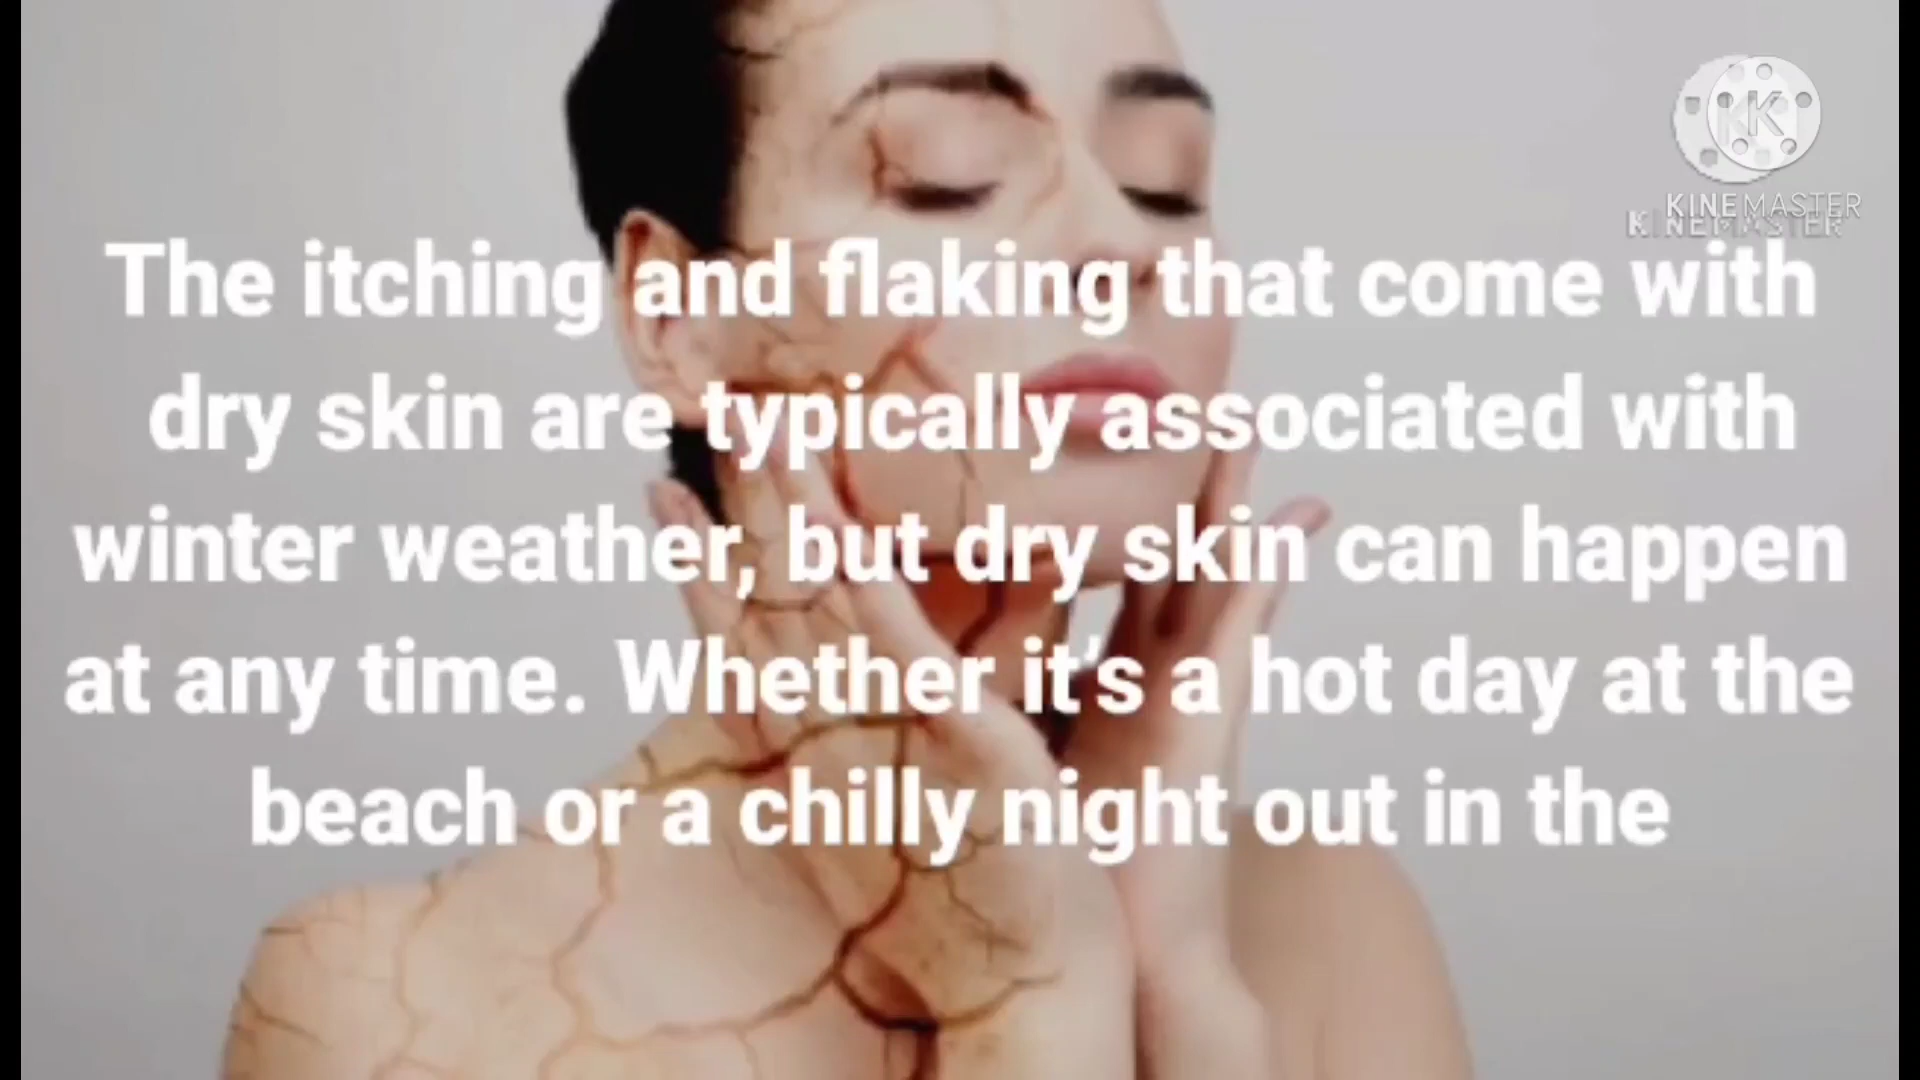 KINEMASTER
KINEMASTER
The itching and flaking that come with
dry skin are typically associated with
winter weather, but dry skin can happen
at any time. Whether it's a hot day at the
beach or a chilly night out in the